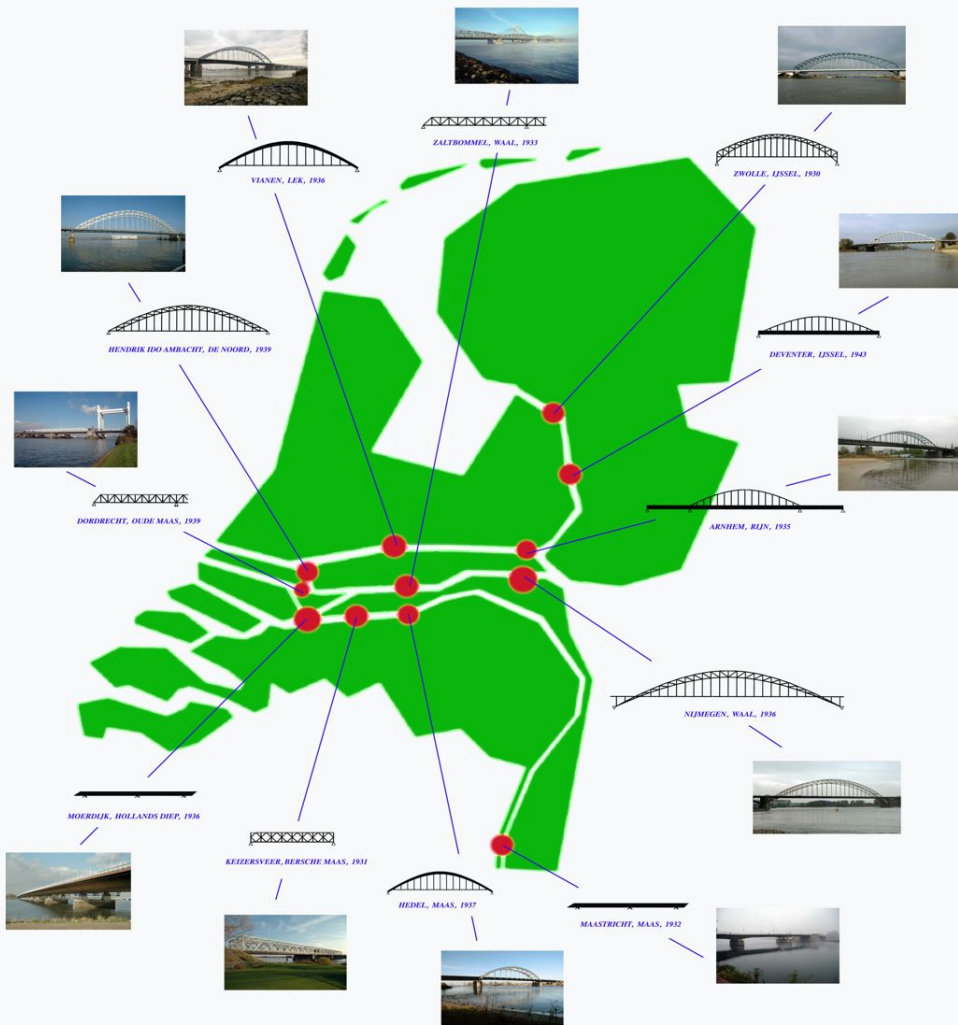 ZALTBOMMEL, WAAL, 1933
VIANEN, LEK, 1936
ZWOLLE, IJSSEL, 1930
HENDRIK IDO AMBACHT, DE NOORD, 1939
DEVENTER, IJSSEL, 1943
DORDRECHT, OUDE MAAS, 1939
ARNHEM, RIJN, 1935
NIJMEGEN, WAAL, 1936
MOERDIJK, HOLLANDS DIEP, 1936
KEIZERSVEER, BERSCHE MAAS, 1931
HEDEL, MAAS, 1937
MAASTRICHT, MAAS, 1932